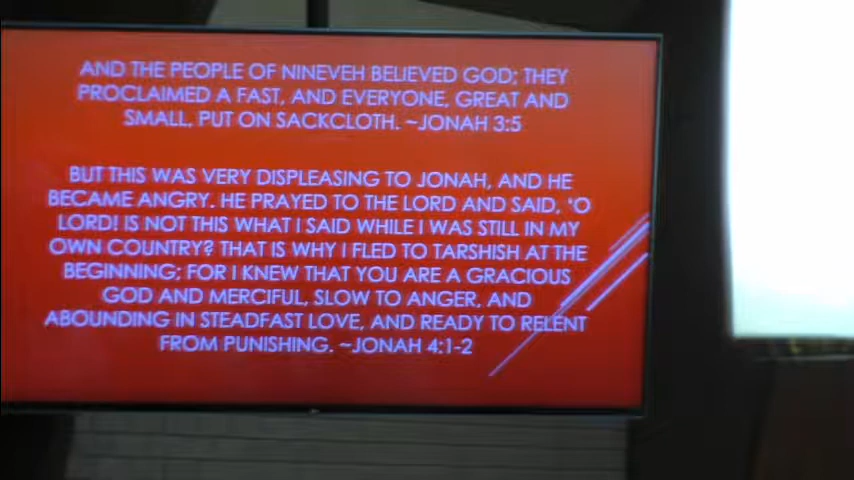 AND THE PEOPLE OF NINEVEH BELIEVED GOD; THEY
PROCLAIMED A FAST, AND EVERYONE, GREAT AND
SMALL, PUT ON SACKCLOTH. ~JONAH 3:5
BUT THIS WAS VERY DISPLEASING TO JONAH, AND HE
BECAME ANGRY. HE PRAYED TO THE LORD AND SAID, 'O
LORD! IS NOT THIS WHAT I SAID WHILE I WAS STILL IN MY
OWN COUNTRY? THAT IS WHY I FLED TO TARSHISH AT THE
BEGINNING; FOR I KNEW THAT YOU ARE A GRACIOUS
GOD AND MERCIFUL, SLOW TO ANGER, AND
ABOUNDING IN STEADFAST LOVE, AND READY TO RELENT
FROM PUNISHING. ~JONAH 4:1-2